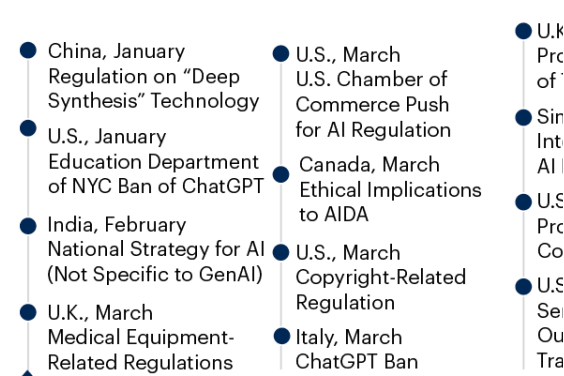 China, January
Regulation on “Deep
Synthesis” Technology
U.S., January
Education Department
of NYC Ban of ChatGPT
India, February
National Strategy for AI
(Not Specific to GenAI)
U.K., March
Medical Equipment-
Related Regulations
U.S., March
U.S. Chamber of
Commerce Push
for AI Regulation
Canada, March
Ethical Implications
to AIDA
U.S., March
Copyright-Related
Regulation
Italy, March
ChatGPT Ban
of
AI